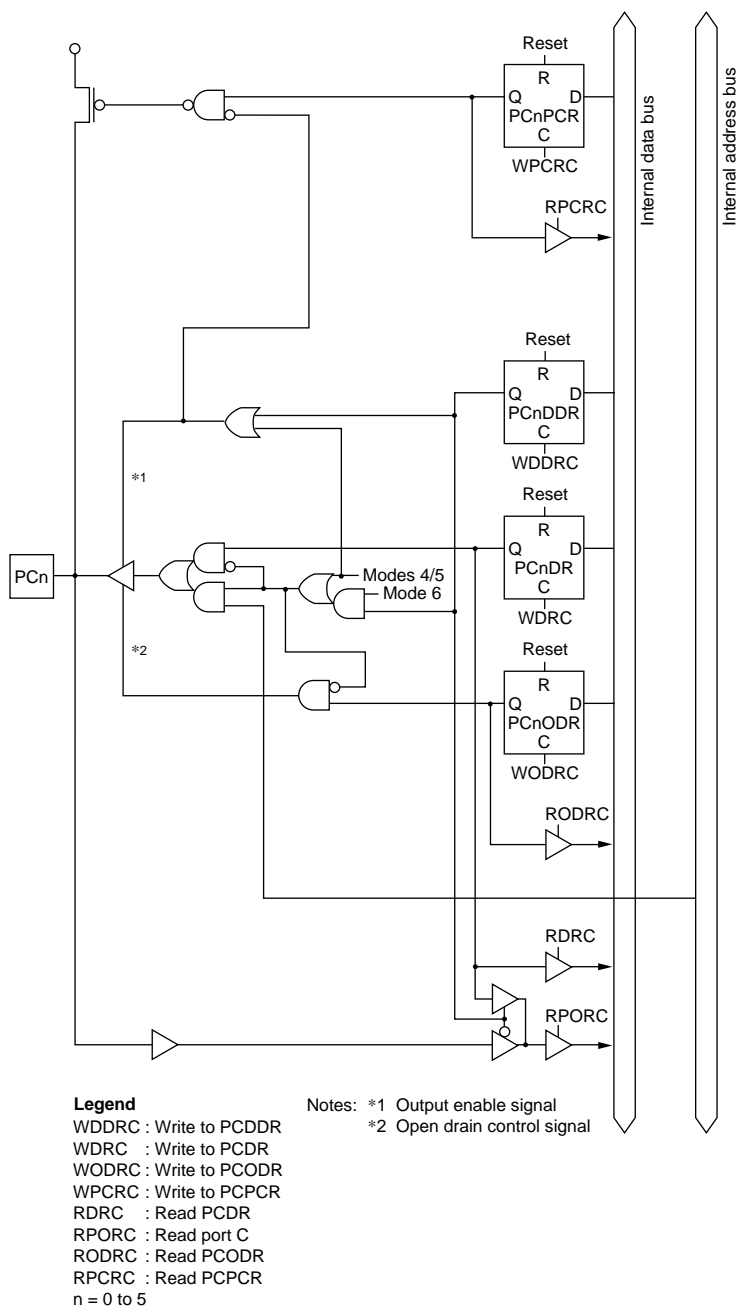 Reset
R
Q D
PCnPCR
C
WPCRC
RPCRC
Internal data bus
Internal address bus
Reset
R
Q D
PCnDDR
C
WDDRC
*1
Reset
R
Q D
PCnDR
C
WDRC
PCn
Modes 4/5
Mode 6
*2
Reset
R
Q D
PCnODR
C
WODRC
RODRC
RDRC
RPORC
Legend
WDDRC : Write to PCDDR
WDRC : Write to PCDR
WODRC : Write to PCODR
WPCRC : Write to PCPCR
RDRC : Read PCDR
RPORC : Read port C
RODRC : Read PCODR
RPCRC : Read PCPCR
n = 0 to 5
Notes: *1 Output enable signal
*2 Open drain control signal